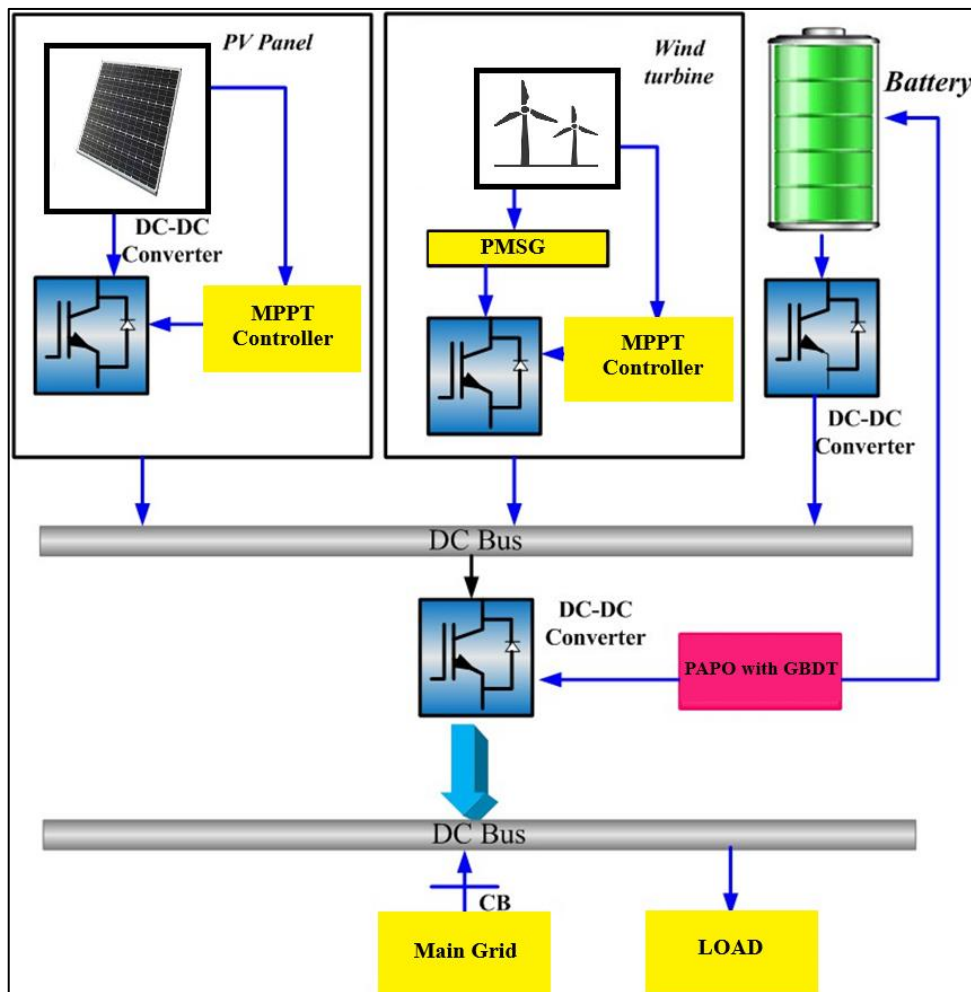 PV Panel
DC-DC
Converter
MPPT
Controller
Wind
turbine
PMSG
MPPT
Controller
Battery
DC-DC
Converter
DC Bus
DC-DC
Converter
PAPO with GBDT
DC Bus
CB
Main Grid
LOAD